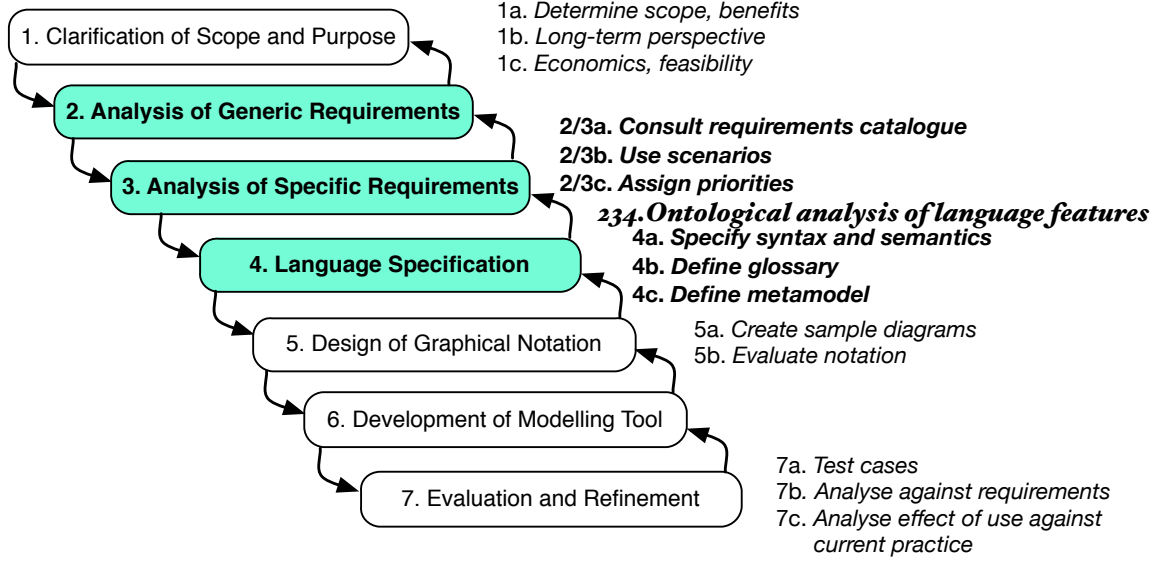 1a. Determine scope, benefits
1. Clarification of Scope and Purpose
1b. Long-term perspective
1c. Economics, feasibility
2. Analysis of Generic Requirements
2/3a. Consult requirements catalogue
2/3b. Use scenarios
3. Analysis of Specific Requirements
2/3c. Assign priorities
234.Ontological analysis of language features
4a. Specify syntax and semantics
4. Language Specification
4b. Define glossary
4c. Define metamodel
5a. Create sample diagrams
5. Design of Graphical Notation
5b. Evaluate notation
6. Development of Modelling Tool
7a. Test cases
7. Evaluation and Refinement
7b. Analyse against requirements
7c. Analyse effect of use against
current practice